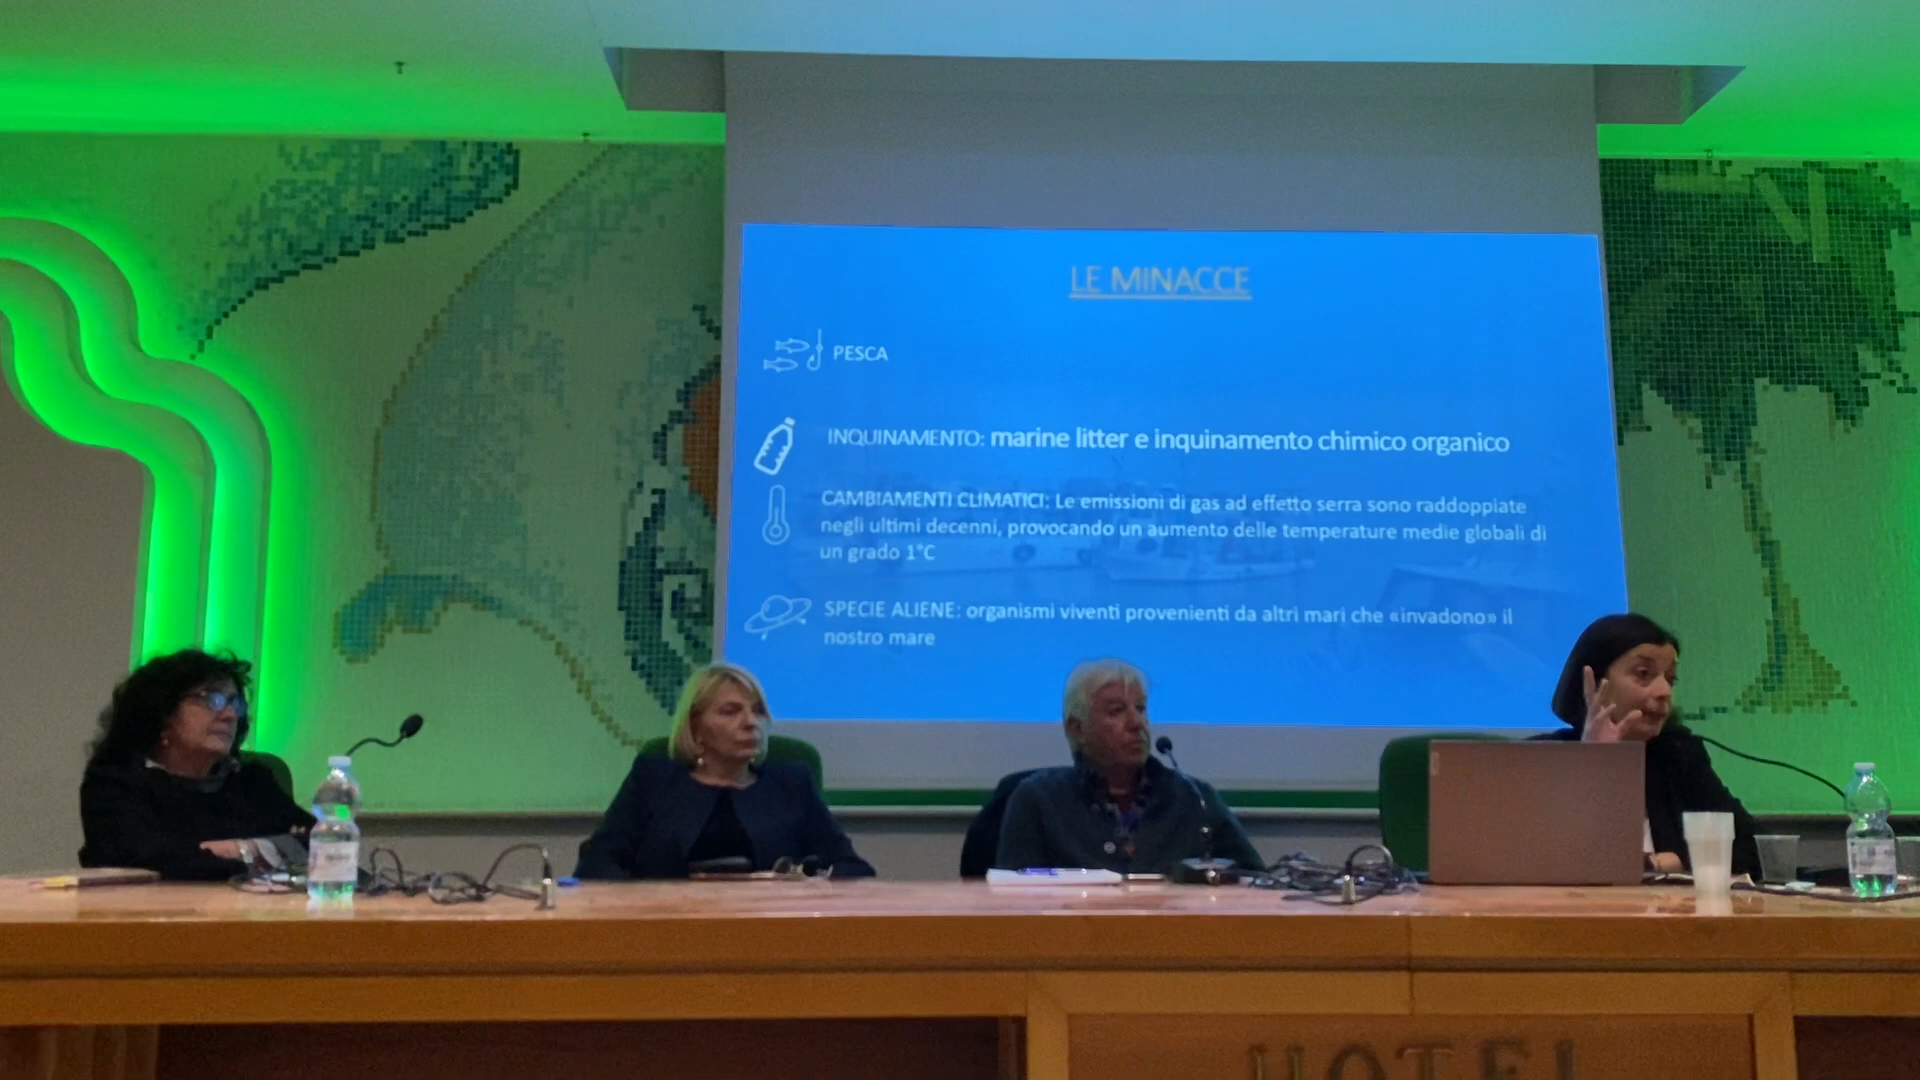 LE MINACCE
PESCA
INQUINAMENTO: marine litter e inquinamento chimico organico
CAMBIAMENTI CLIMATICI: Le emissioni di gas ad effetto serra sono raddoppiate
negli ultimi decenni, provocando un aumento delle temperature medie globali di
un grado 1°C
SPECIE ALIENE: organismi viventi provenienti da altri mari che «invadono» il
nostro mare
HOTEL